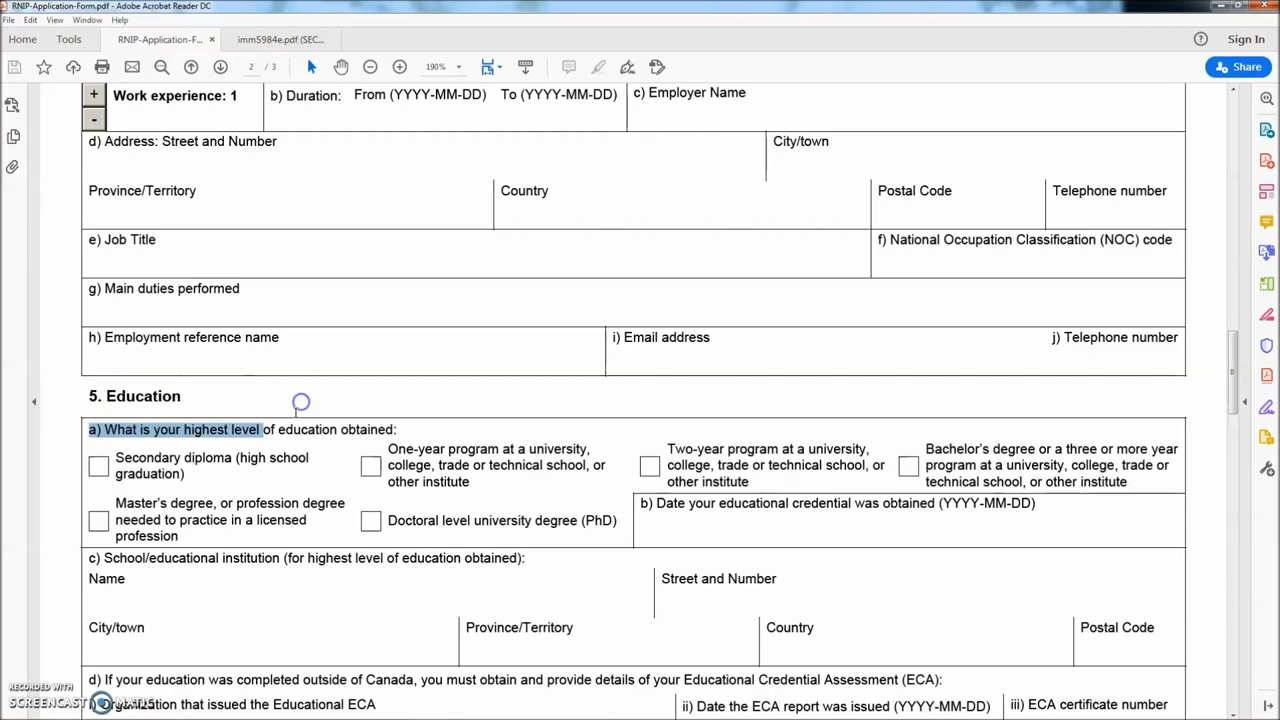 RNIP-Application-Form.pdf - Adobe Acrobat Reader DC
File Edit View Window Help
Home Tools RNIP-Application-F... × imm5984e.pdf (SEC... Sign In
2 / 3 190% Share
+ Work experience: 1 b) Duration: From (YYYY-MM-DD) To (YYYY-MM-DD) c) Employer Name
-
d) Address: Street and Number City/town
Province/Territory Country Postal Code Telephone number
e) Job Title f) National Occupation Classification (NOC) code
g) Main duties performed
h) Employment reference name i) Email address j) Telephone number
5. Education
a) What is your highest level of education obtained:
Secondary diploma (high school graduation)
One-year program at a university, college, trade or technical school, or other institute
Two-year program at a university, college, trade or technical school, or other institute
Bachelor's degree or a three or more year program at a university, college, trade or technical school, or other institute
Master's degree, or profession degree needed to practice in a licensed profession
Doctoral level university degree (PhD)
b) Date your educational credential was obtained (YYYY-MM-DD)
c) School/educational institution (for highest level of education obtained):
Name Street and Number
City/town Province/Territory Country Postal Code
d) If your education was completed outside of Canada, you must obtain and provide details of your Educational Credential Assessment (ECA):
Organization that issued the Educational ECA ii) Date the ECA report was issued (YYYY-MM-DD) iii) ECA certificate number
RECORDED WITH
SCREENCAST MATIC